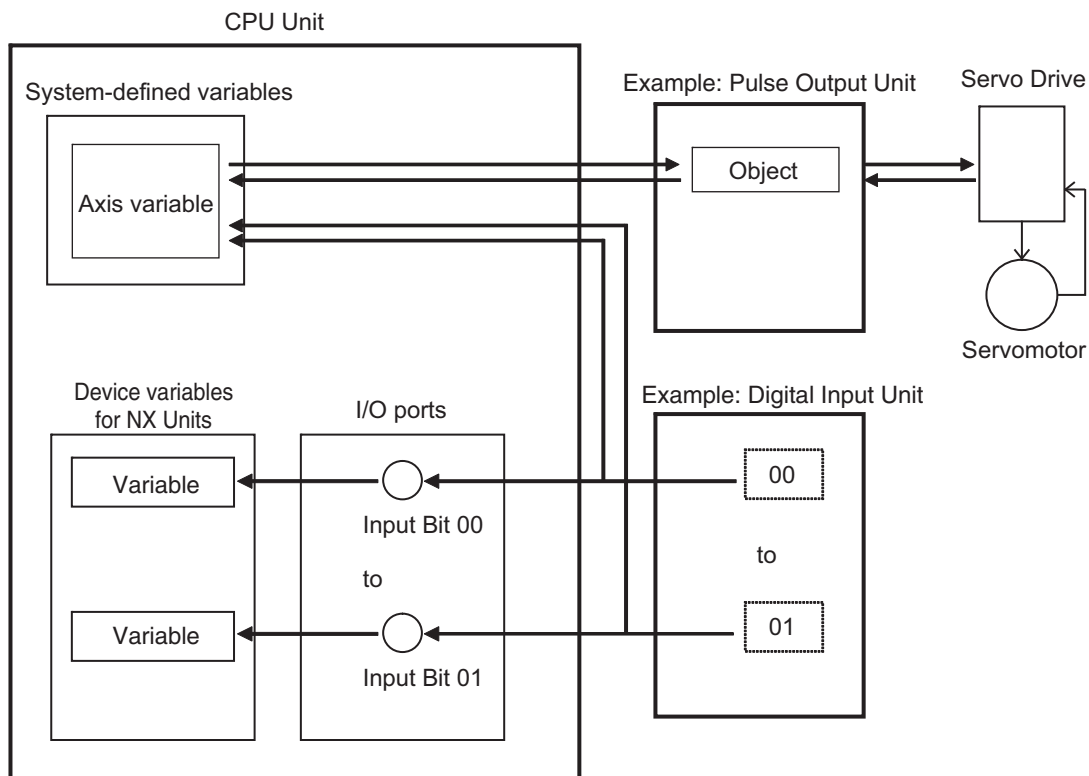 CPU Unit
System-defined variables
Axis variable
Example: Pulse Output Unit
Object
Servo Drive
Servomotor
Device variables
for NX Units
Variable
Variable
I/O ports
Input Bit 00
to
Input Bit 01
Example: Digital Input Unit
00
to
01